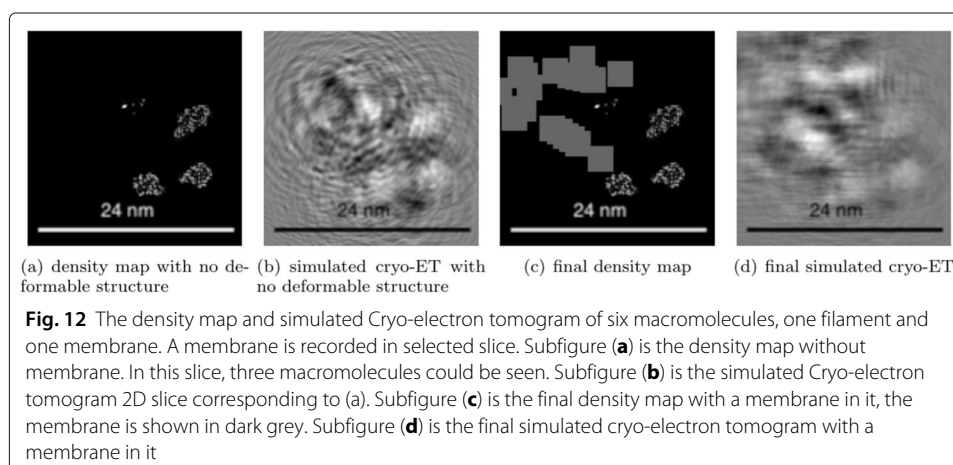 24 nm 24 nm 24 nm 24 nm
(a) density map with no de- (b) simulated cryo-ET with (c) final density map (d) final simulated cryo-ET
formable structure no deformable structure
Fig. 12 The density map and simulated Cryo-electron tomogram of six macromolecules, one filament and
one membrane. A membrane is recorded in selected slice. Subfigure (a) is the density map without
membrane. In this slice, three macromolecules could be seen. Subfigure (b) is the simulated Cryo-electron
tomogram 2D slice corresponding to (a). Subfigure (c) is the final density map with a membrane in it, the
membrane is shown in dark grey. Subfigure (d) is the final simulated cryo-electron tomogram with a
membrane in it